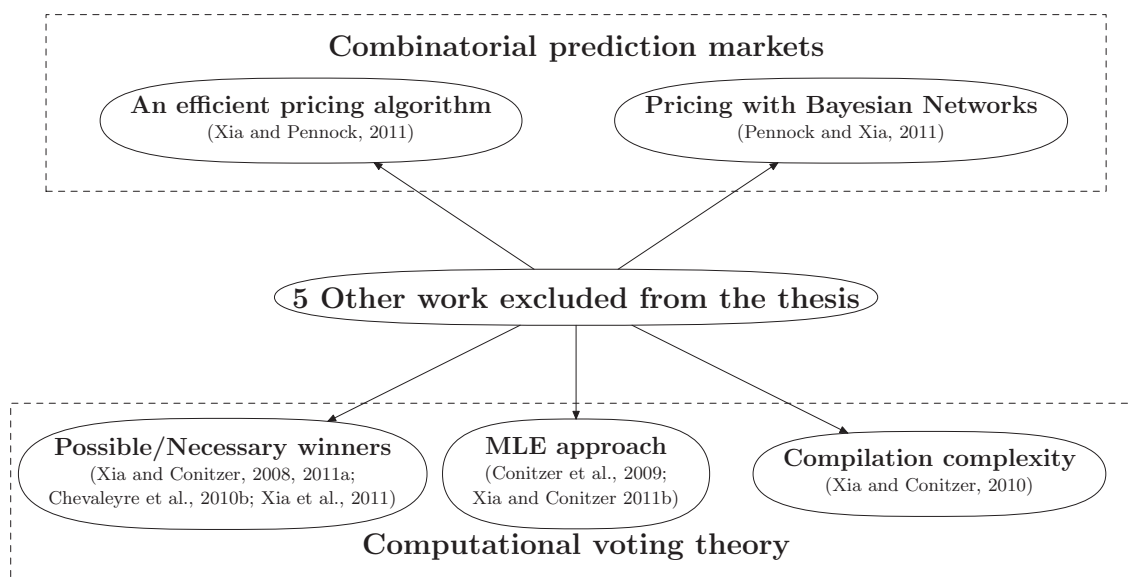 Combinatorial prediction markets
An efficient pricing algorithm
(Xia and Pennock, 2011)
Pricing with Bayesian Networks
(Pennock and Xia, 2011)
5 Other work excluded from the thesis
Possible/Necessary winners
(Xia and Conitzer, 2008, 2011a;
Chevaleyre et al., 2010b; Xia et al., 2011)
MLE approach
(Conitzer et al., 2009;
Xia and Conitzer 2011b)
Compilation complexity
(Xia and Conitzer, 2010)
Computational voting theory